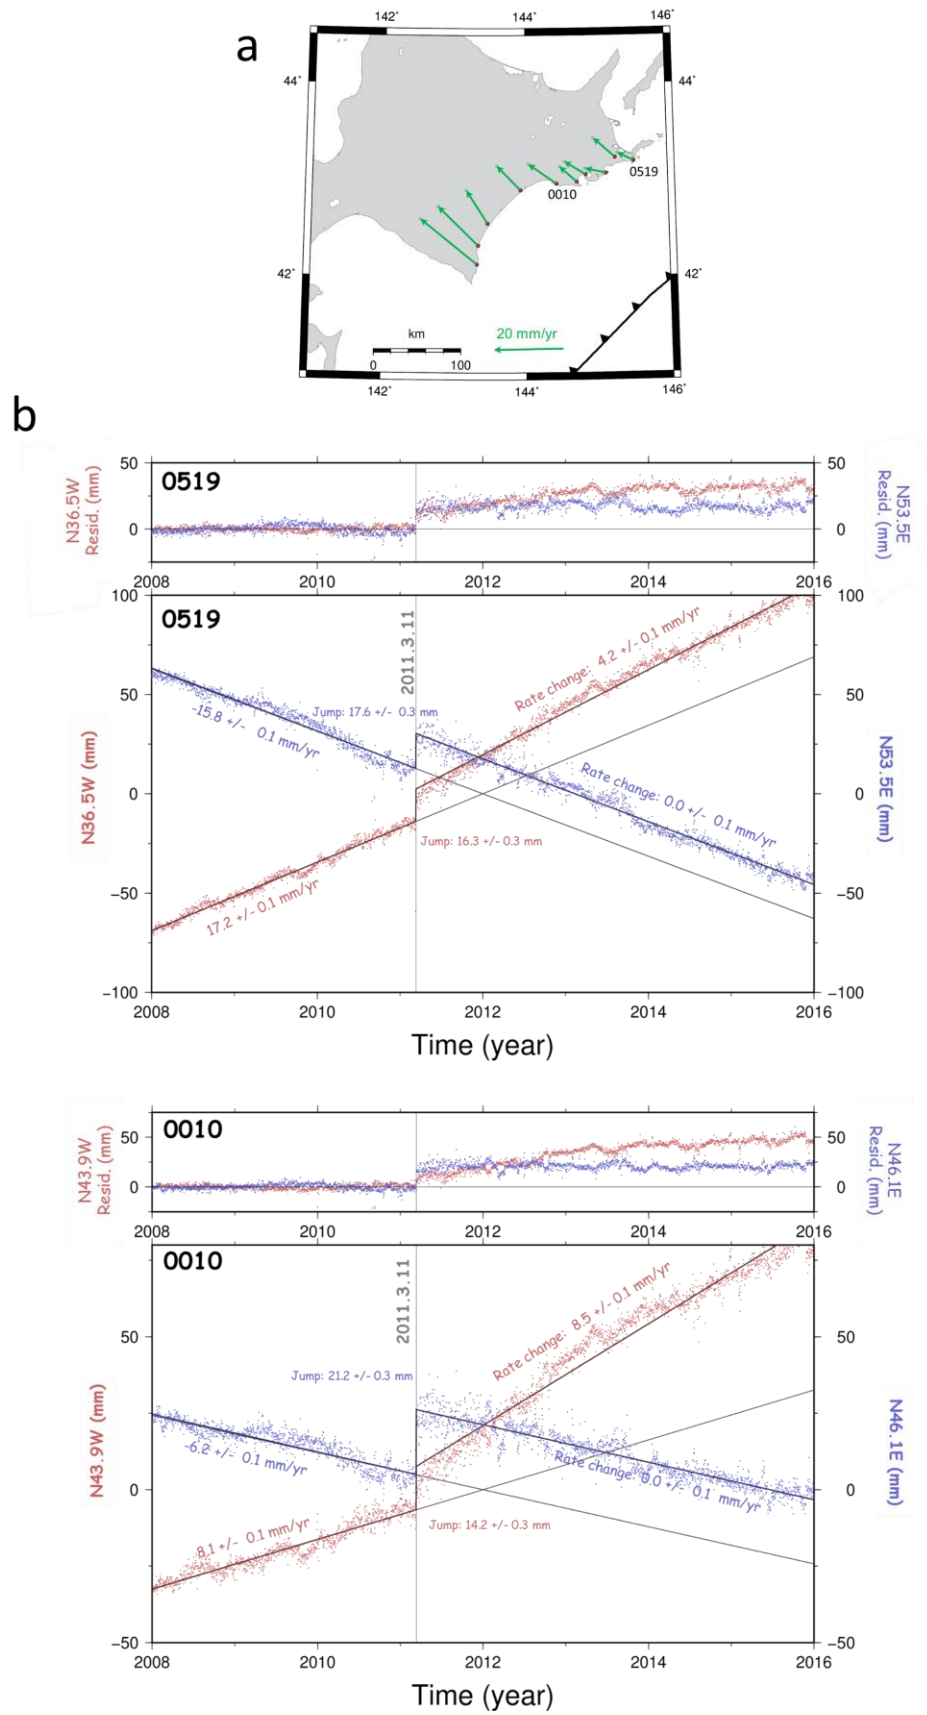 a
142° 144° 146°
44° 44°
0519
0010
42° 42°
km
20 mm/yr
0 100
142° 144° 146°
b
N36.5W
Resid. (mm)
50
0
0519
50
0
N53.5E
Resid. (mm)
2008 2010 2012 2014 2016
N36.5W (mm)
100
50
0
−50
−100
0519
2011.3.11
Rate change: 4.2 +/- 0.1 mm/yr
Jump: 17.6 +/- 0.3 mm
-15.8 +/- 0.1 mm/yr
Rate change: 0.0 +/- 0.1 mm/yr
Jump: 16.3 +/- 0.3 mm
17.2 +/- 0.1 mm/yr
100
50
0
−50
−100
N53.5E (mm)
2008 2010 2012 2014 2016
Time (year)
N43.9W
Resid. (mm)
50
0
0010
50
0
N46.1E
Resid. (mm)
2008 2010 2012 2014 2016
N43.9W (mm)
50
0
−50
0010
2011.3.11
Rate change: 8.5 +/- 0.1 mm/yr
Jump: 21.2 +/- 0.3 mm
-6.2 +/- 0.1 mm/yr
Rate change: 0.0 +/- 0.1 mm/yr
Jump: 14.2 +/- 0.3 mm
8.1 +/- 0.1 mm/yr
50
0
−50
N46.1E (mm)
2008 2010 2012 2014 2016
Time (year)